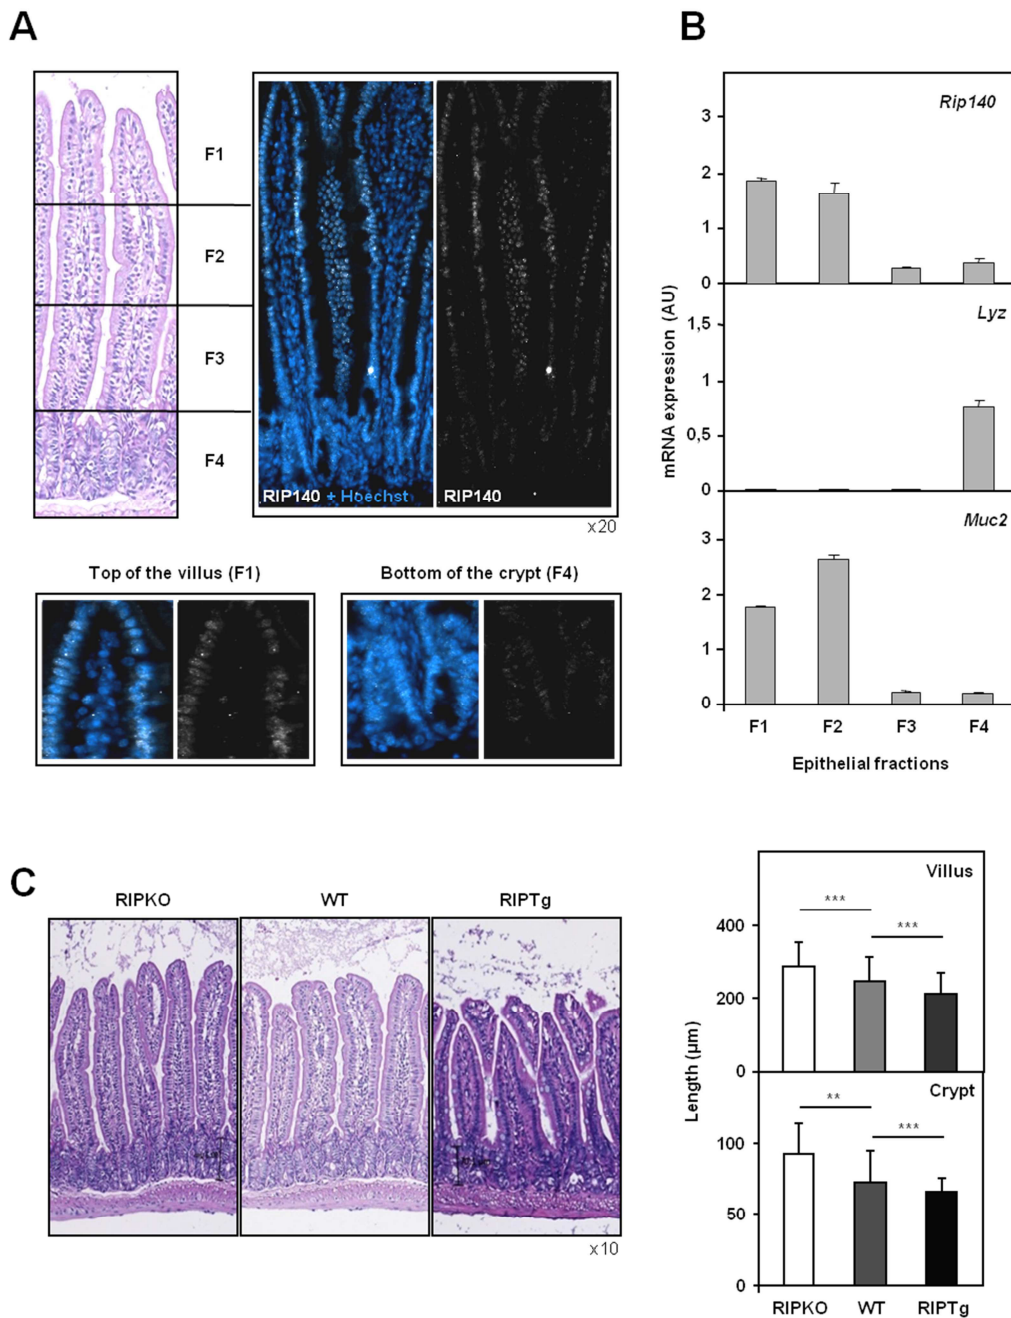 A
F1
F2
F3
F4
RIP140 + Hoechst
RIP140
x20
Top of the villus (F1)
Bottom of the crypt (F4)
B
mRNA expression (AU)
Rip140
3
2
1
0
Lyz
1,5
1
0,5
0
Muc2
3
2
1
0
F1 F2 F3 F4
Epithelial fractions
C
RIPKO WT RIPTg
x10
Length (µm)
Villus
***
***
400
200
0
Crypt
**
***
100
50
0
RIPKO WT RIPTg